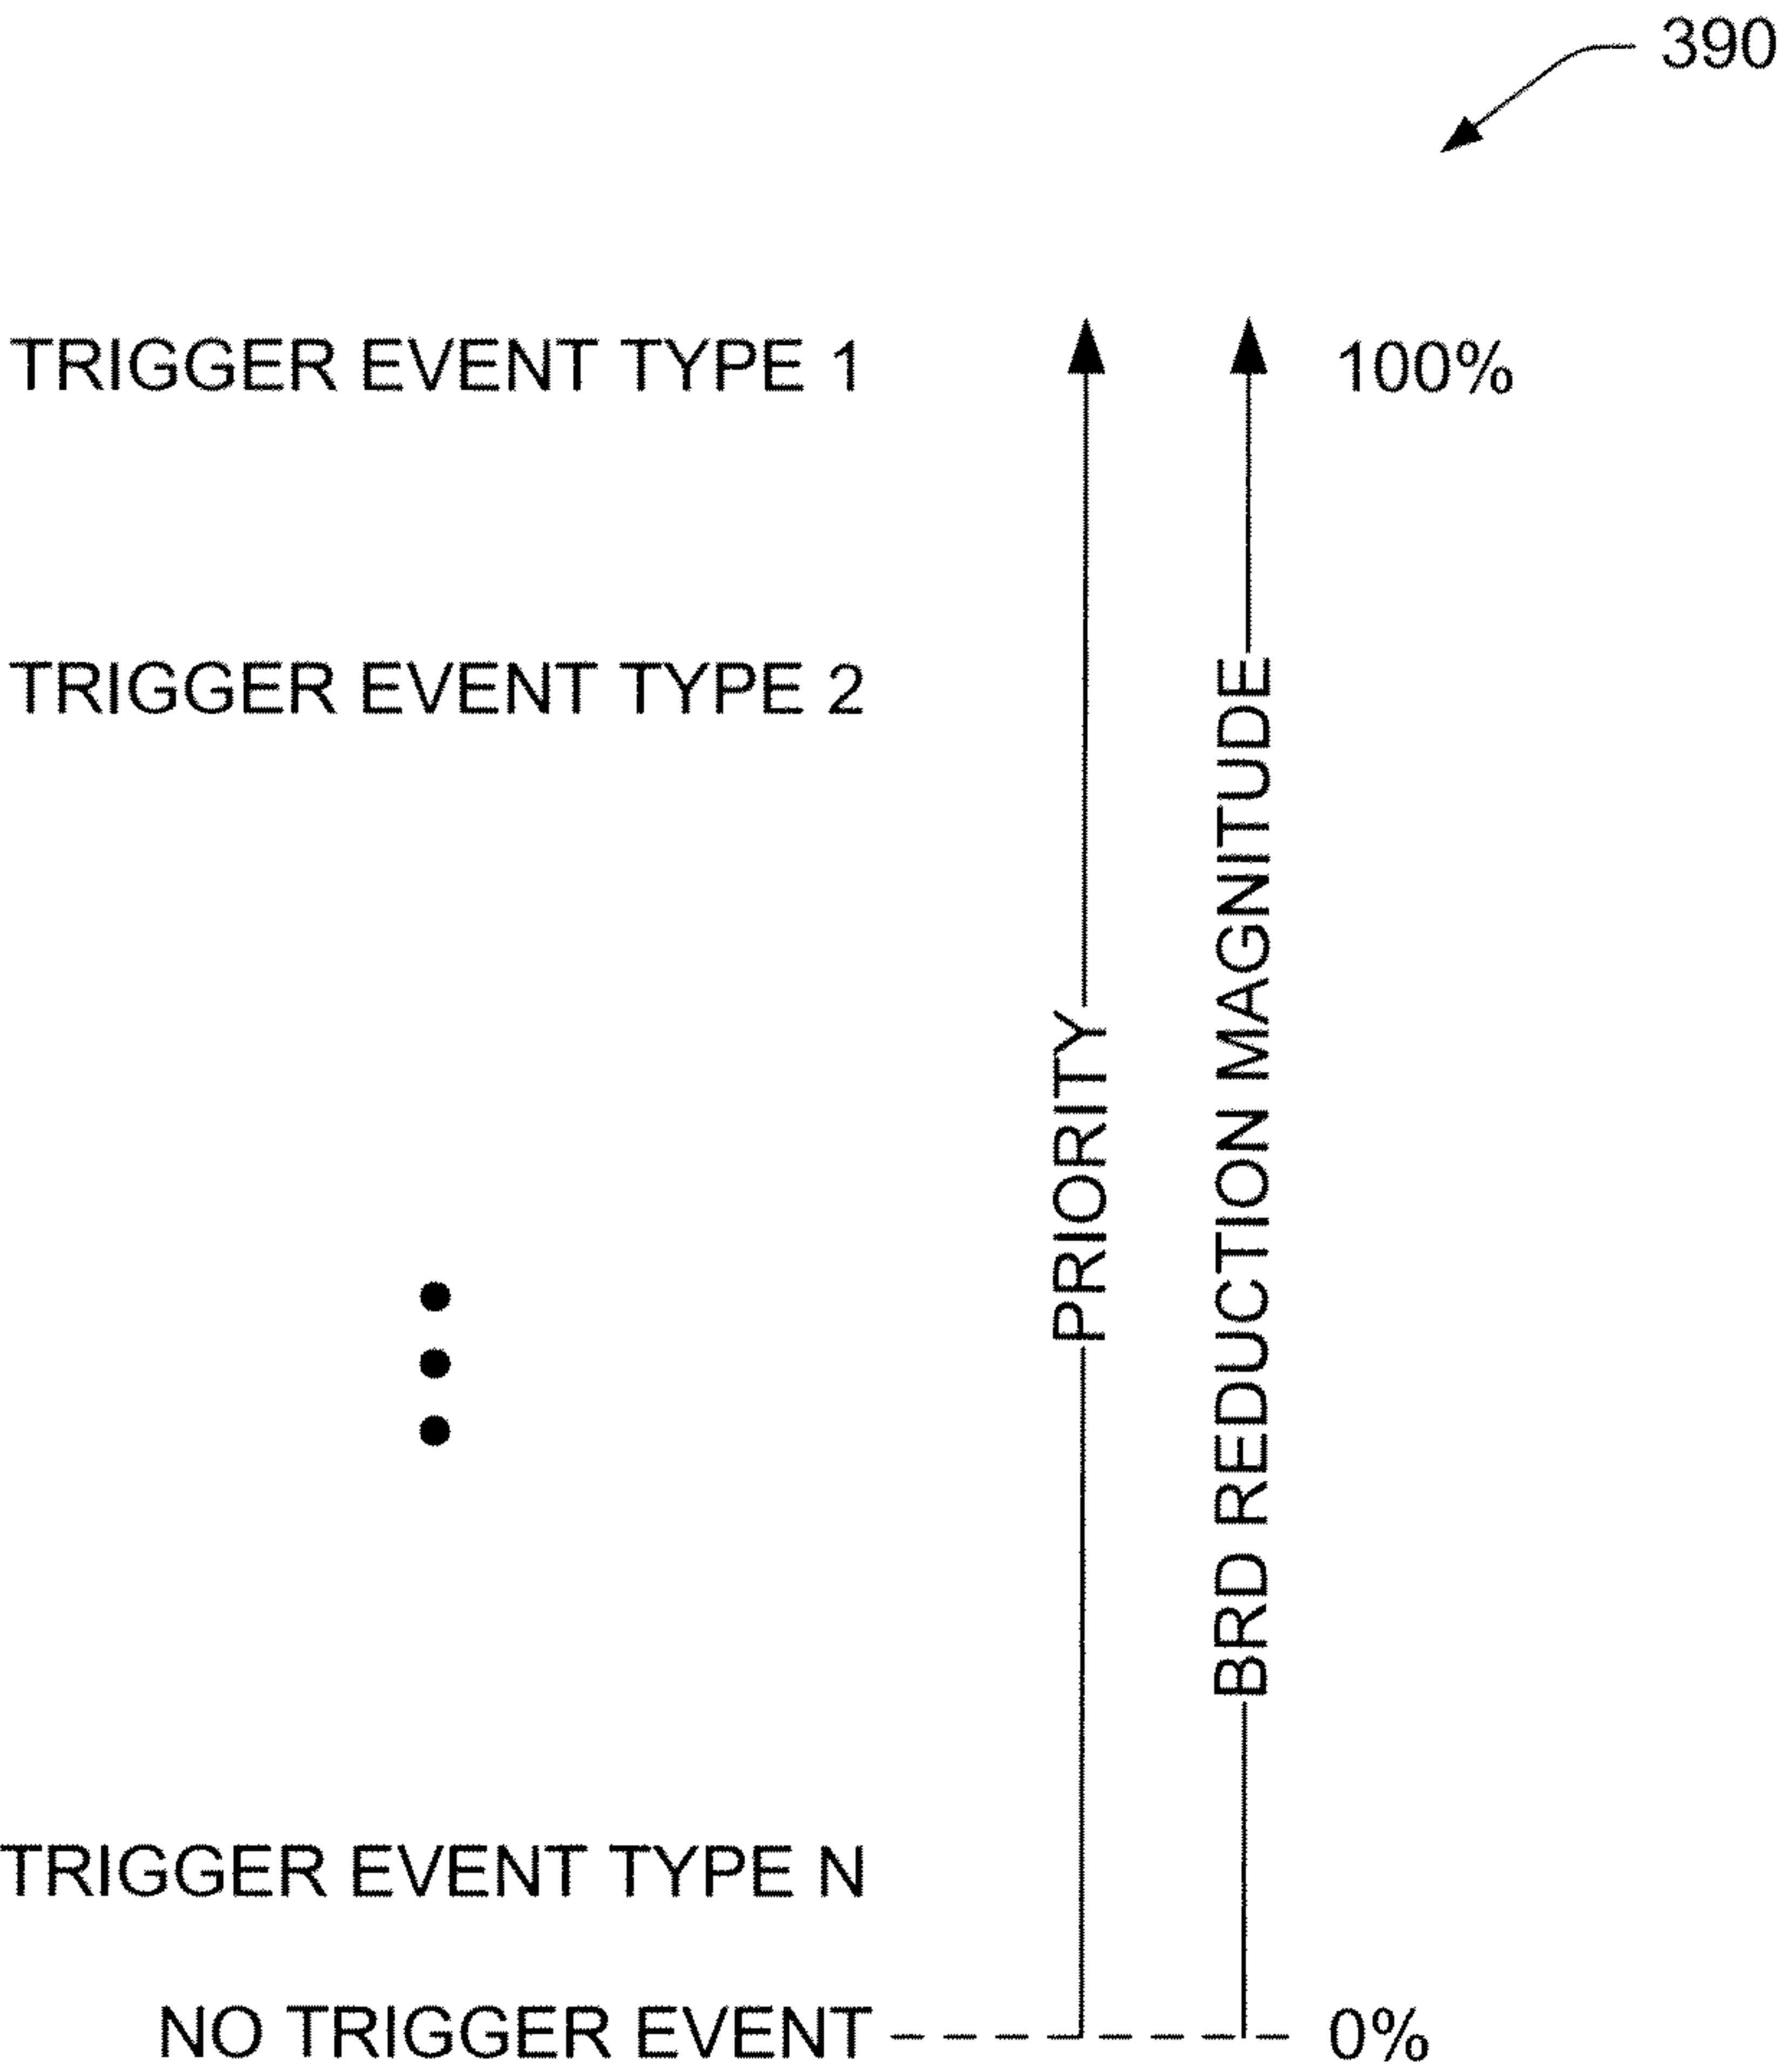 390
TRIGGER EVENT TYPE 1
100%
TRIGGER EVENT TYPE 2
PRIORITY
BRD REDUCTION MAGNITUDE
TRIGGER EVENT TYPE N
NO TRIGGER EVENT
0%